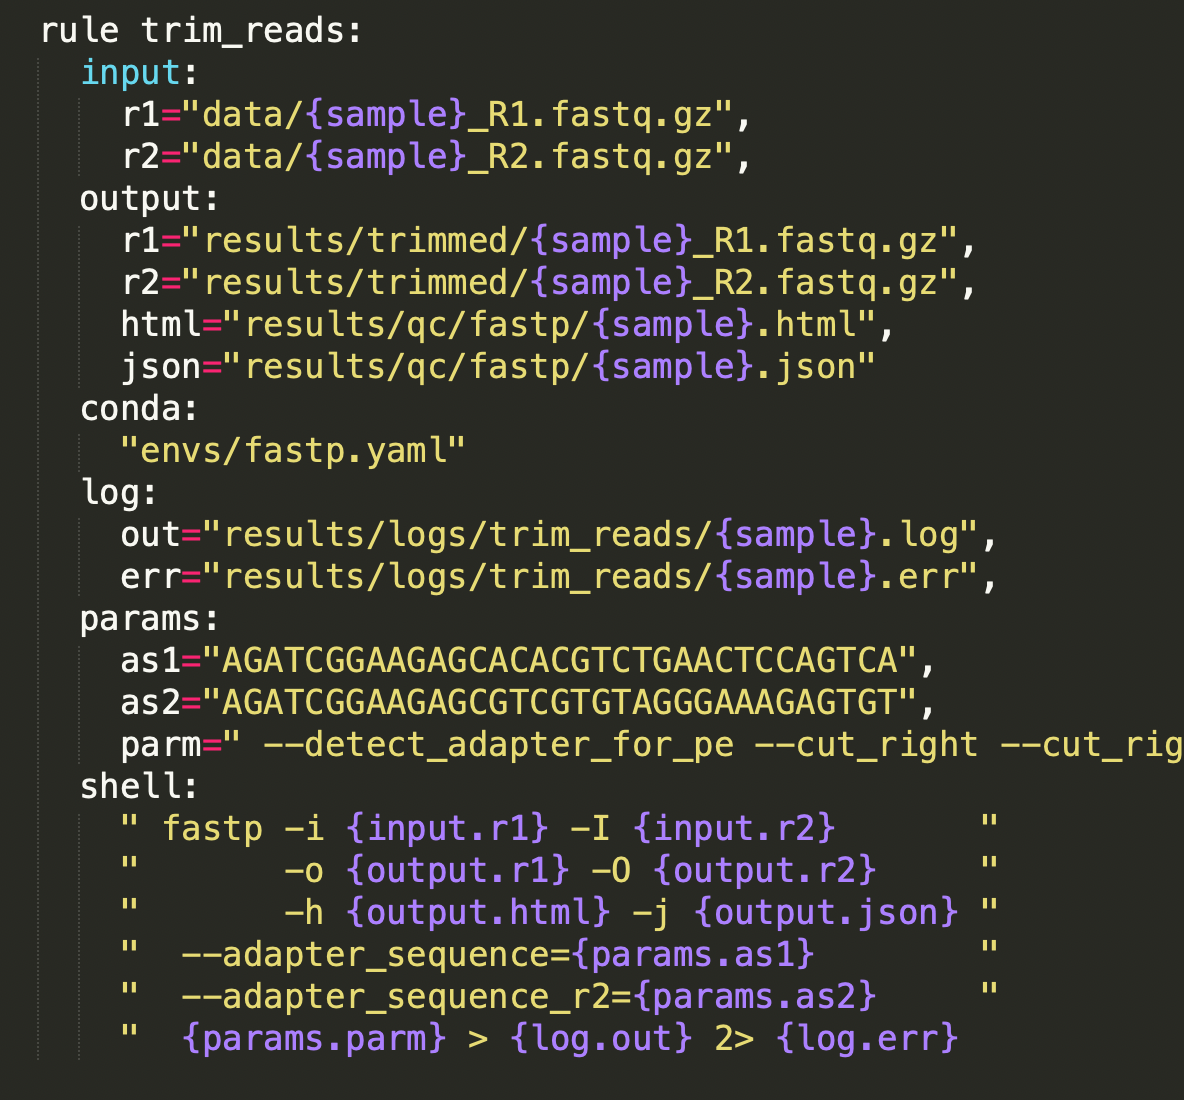 rule trim_reads:
  input:
    r1="data/{sample}_R1.fastq.gz",
    r2="data/{sample}_R2.fastq.gz",
  output:
    r1="results/trimmed/{sample}_R1.fastq.gz",
    r2="results/trimmed/{sample}_R2.fastq.gz",
    html="results/qc/fastp/{sample}.html",
    json="results/qc/fastp/{sample}.json"
  conda:
    "envs/fastp.yaml"
  log:
    out="results/logs/trim_reads/{sample}.log",
    err="results/logs/trim_reads/{sample}.err",
  params:
    as1="AGATCGGAAGAGCACACGTCTGAACTCCAGTCA",
    as2="AGATCGGAAGAGCGTCGTGTAGGGAAAGAGTGT",
    parm=" --detect_adapter_for_pe --cut_right --cut_rig
  shell:
    " fastp -i {input.r1} -I {input.r2}       "
    "       -o {output.r1} -O {output.r2}     "
    "       -h {output.html} -j {output.json} "
    "  --adapter_sequence={params.as1}        "
    "  --adapter_sequence_r2={params.as2}     "
    "  {params.parm} > {log.out} 2> {log.err}